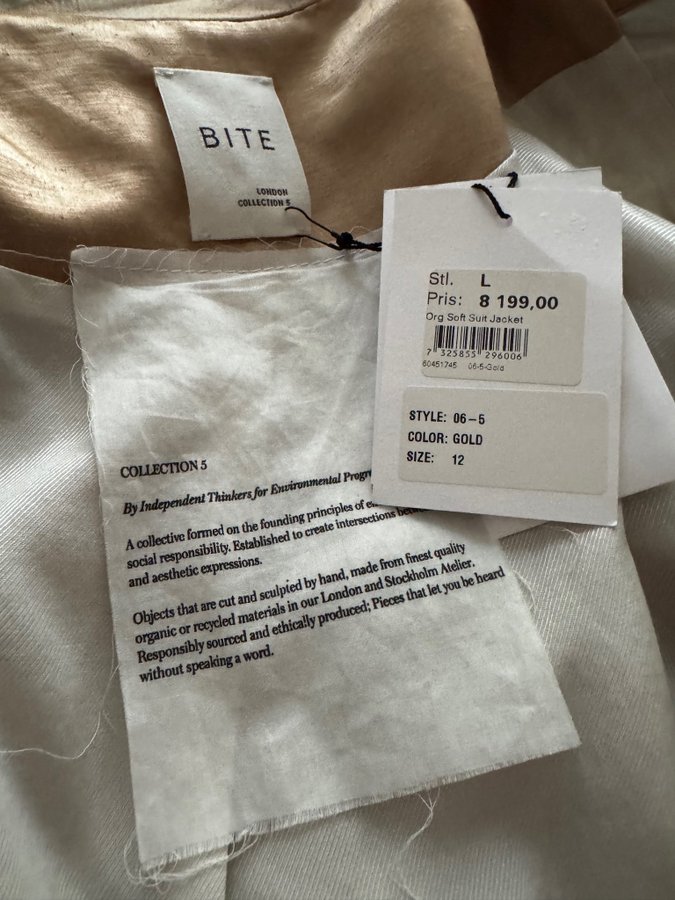 BITE
LONDON
COLLECTION 5
Stl. L
Pris: 8 199,00
Org Soft Suit Jacket
7 325855 296006
60451745 06-5-Gold
STYLE: 06-5
COLOR: GOLD
SIZE: 12
COLLECTION 5
By Independent Thinkers for Environmental
A collective formed on the founding principles of
social responsibility. Established to create intersections
and aesthetic expressions.
Objects that are cut and sculpted by hand, made from finest quality
organic or recycled materials in our London and Stockholm Atelier.
Responsibly sourced and ethically produced; Pieces that let you be heard
without speaking a word.